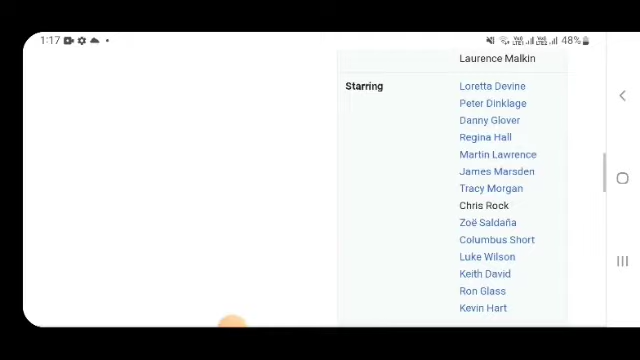 1:17
48%
Laurence Malkin
Starring
Loretta Devine
Peter Dinklage
Danny Glover
Regina Hall
Martin Lawrence
James Marsden
Tracy Morgan
Chris Rock
Zoë Saldaña
Columbus Short
Luke Wilson
Keith David
Ron Glass
Kevin Hart